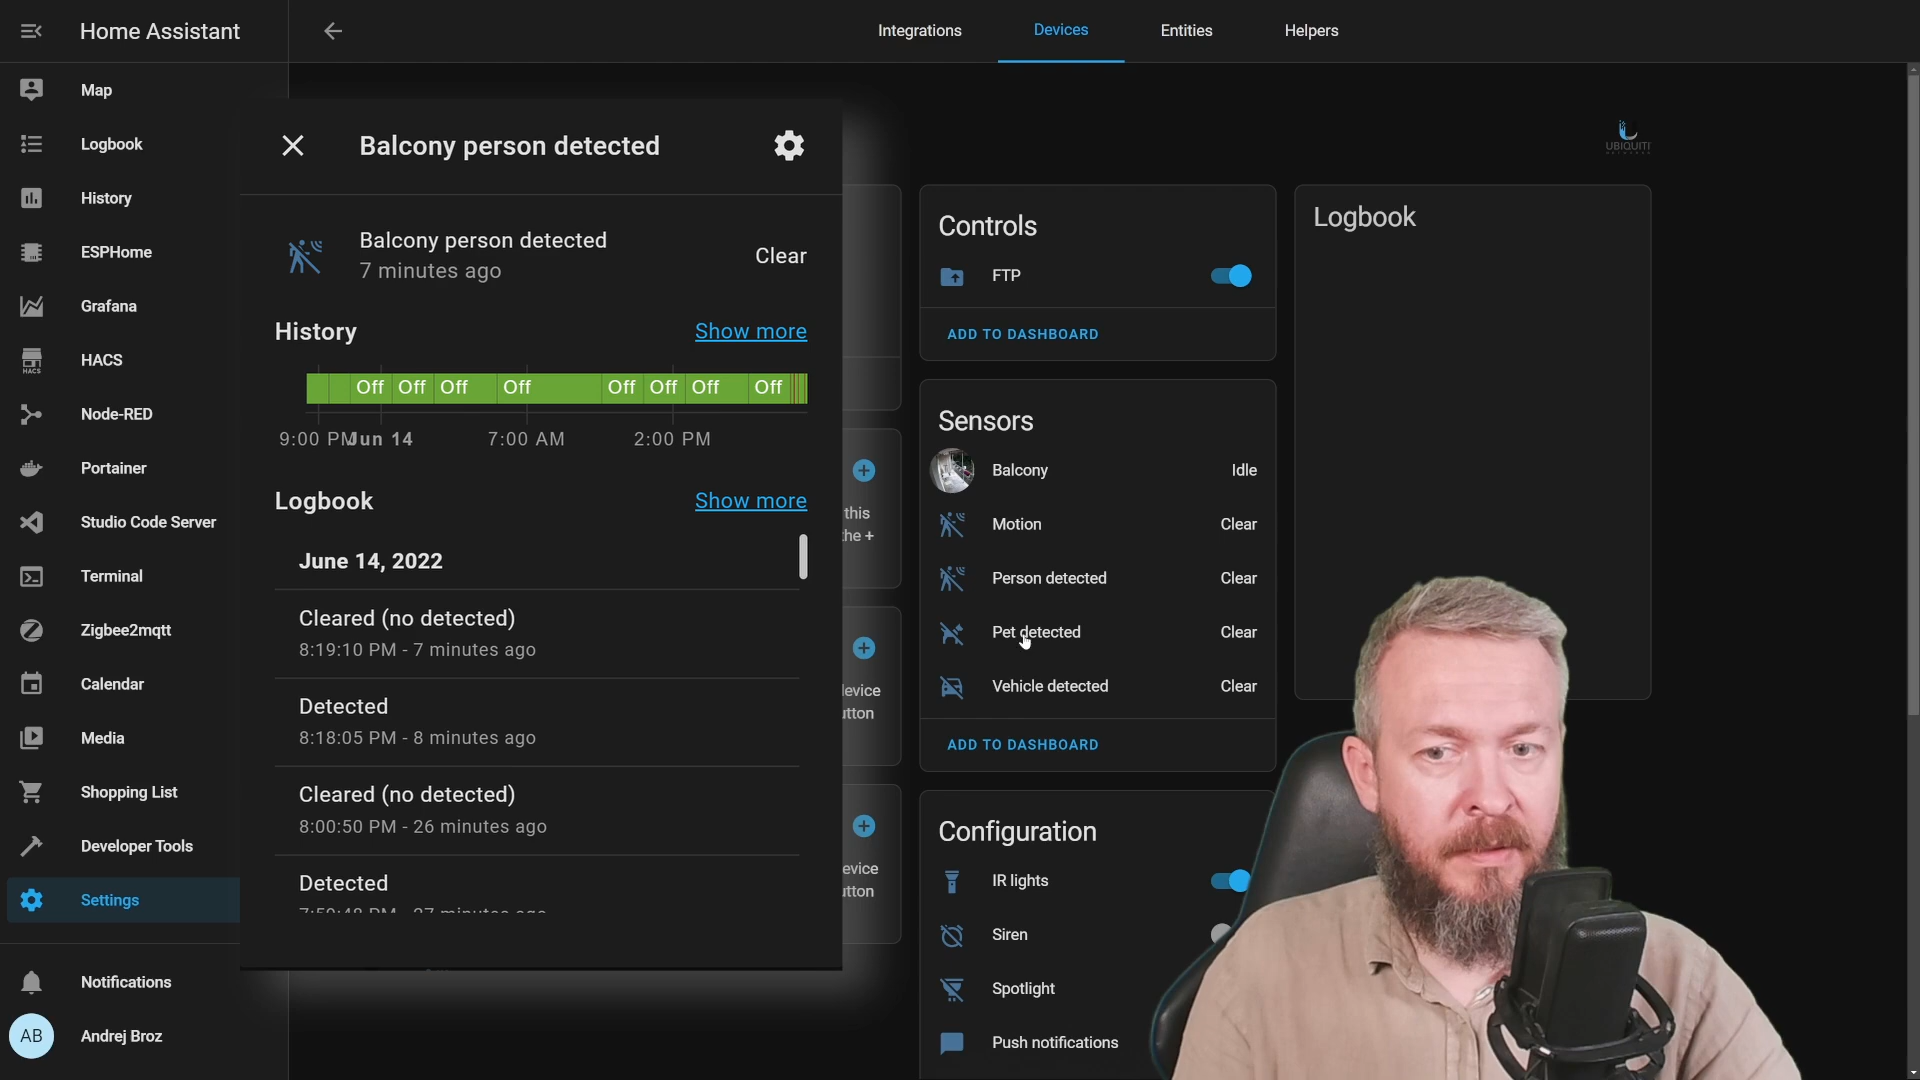 Home Assistant
Map
Logbook
History
ESPHome
Grafana
HACS
HACS
Node-RED
Portainer
Studio Code Server
Terminal
Zigbee2mqtt
Calendar
Media
Shopping List
Developer Tools
Settings
Notifications
AB
Andrej Broz
Integrations
Devices
Entities
Helpers
UBIQUITI
Balcony person detected
Balcony person detected
7 minutes ago
Clear
History
Show more
Off Off Off Off Off Off Off Off
9:00 PM Jun 14 7:00 AM 2:00 PM
Logbook
Show more
June 14, 2022
Cleared (no detected)
8:19:10 PM - 7 minutes ago
Detected
8:18:05 PM - 8 minutes ago
Cleared (no detected)
8:00:50 PM - 26 minutes ago
Detected
this
the +
utton
utton
Controls
FTP
ADD TO DASHBOARD
Sensors
Balcony Idle
Motion Clear
Person detected Clear
Pet detected Clear
Vehicle detected Clear
ADD TO DASHBOARD
Configuration
IR lights
Siren
Spotlight
Push notifications
Logbook